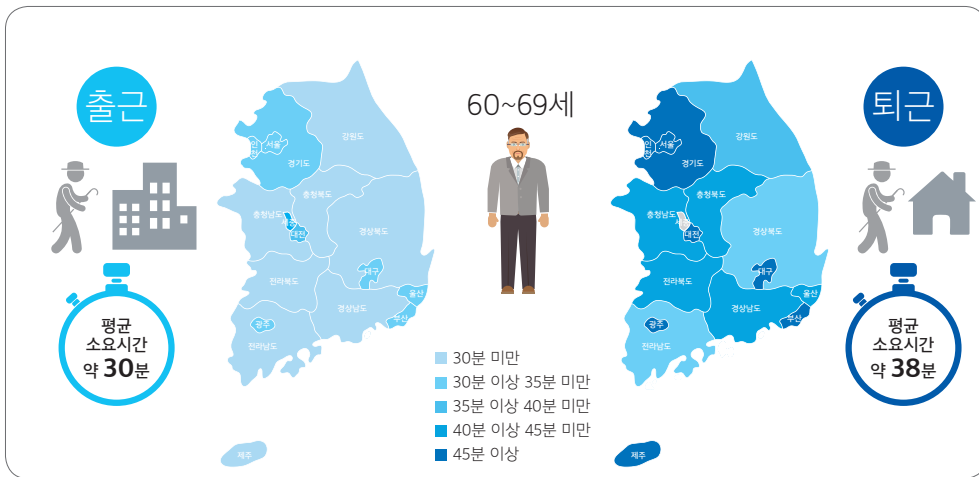 출근
60~69세
퇴근
강원도
서울
인천
경기도
충청북도
충청남도
세종
대전
경상북도
대구
전라북도
울산
경상남도
부산
광주
전라남도
제주
강원도
서울
인천
경기도
충청북도
충청남도
세종
대전
경상북도
대구
전라북도
울산
경상남도
부산
광주
전라남도
제주
평균
소요시간
약 30분
30분 미만
30분 이상 35분 미만
35분 이상 40분 미만
40분 이상 45분 미만
45분 이상
평균
소요시간
약 38분